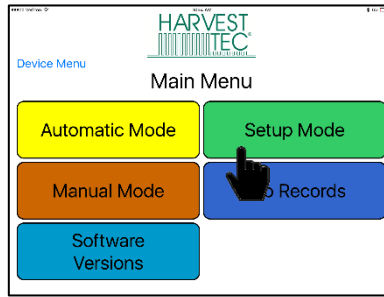 HARVEST
TEC
Device Menu
Main Menu
Automatic Mode
Setup Mode
Manual Mode
Records
Software
Versions